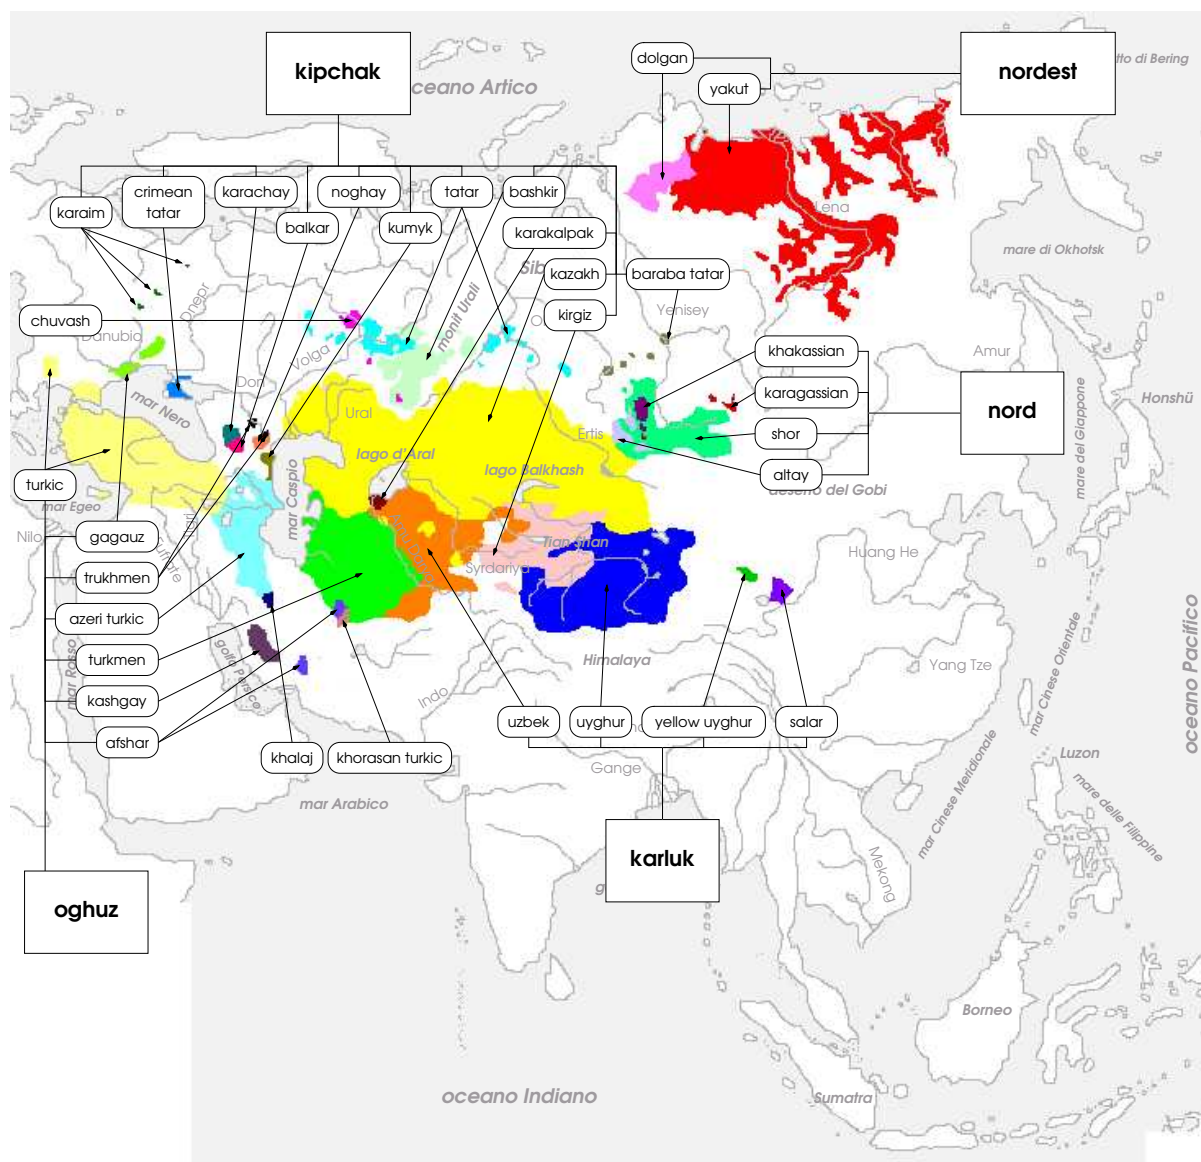 kipchak
nordest
dolgan
tto di Bering
ceano Artico
yakut
karaim
crimean
tatar
karachay
noghay
tatar
bashkir
balkar
kumyk
karakalpak
Lena
mare di Okhotsk
Sib
kazakh
baraba tatar
Dnepr
monit Urali
kirgiz
O
Yenisey
chuvash
Danubia
Volga
khakassian
Amur
Don
mar Nero
karagassian
nord
mare del Giappone
Honshü
Ural
Ertis
shor
lago d'Aral
lago Balkhash
altay
deserto del Gobi
turkic
mar Egeo
mar Caspio
Nilo
gagauz
Tian Shan
Huang He
trukhmen
Syrdariya
azeri turkic
turkmen
mar Rosso
golfo Persico
Himalaya
Yang Tze
mar Cinese Orientale
oceano Pacifico
kashgay
Indo
uzbek
uyghur
yellow uyghur
salar
afshar
khalaj
khorasan turkic
Gange
Luzon
mar Arabico
mar Cinese Meridionale
mare delle Filippine
karluk
Mekong
g
oghuz
Borneo
oceano Indiano
Sumatra